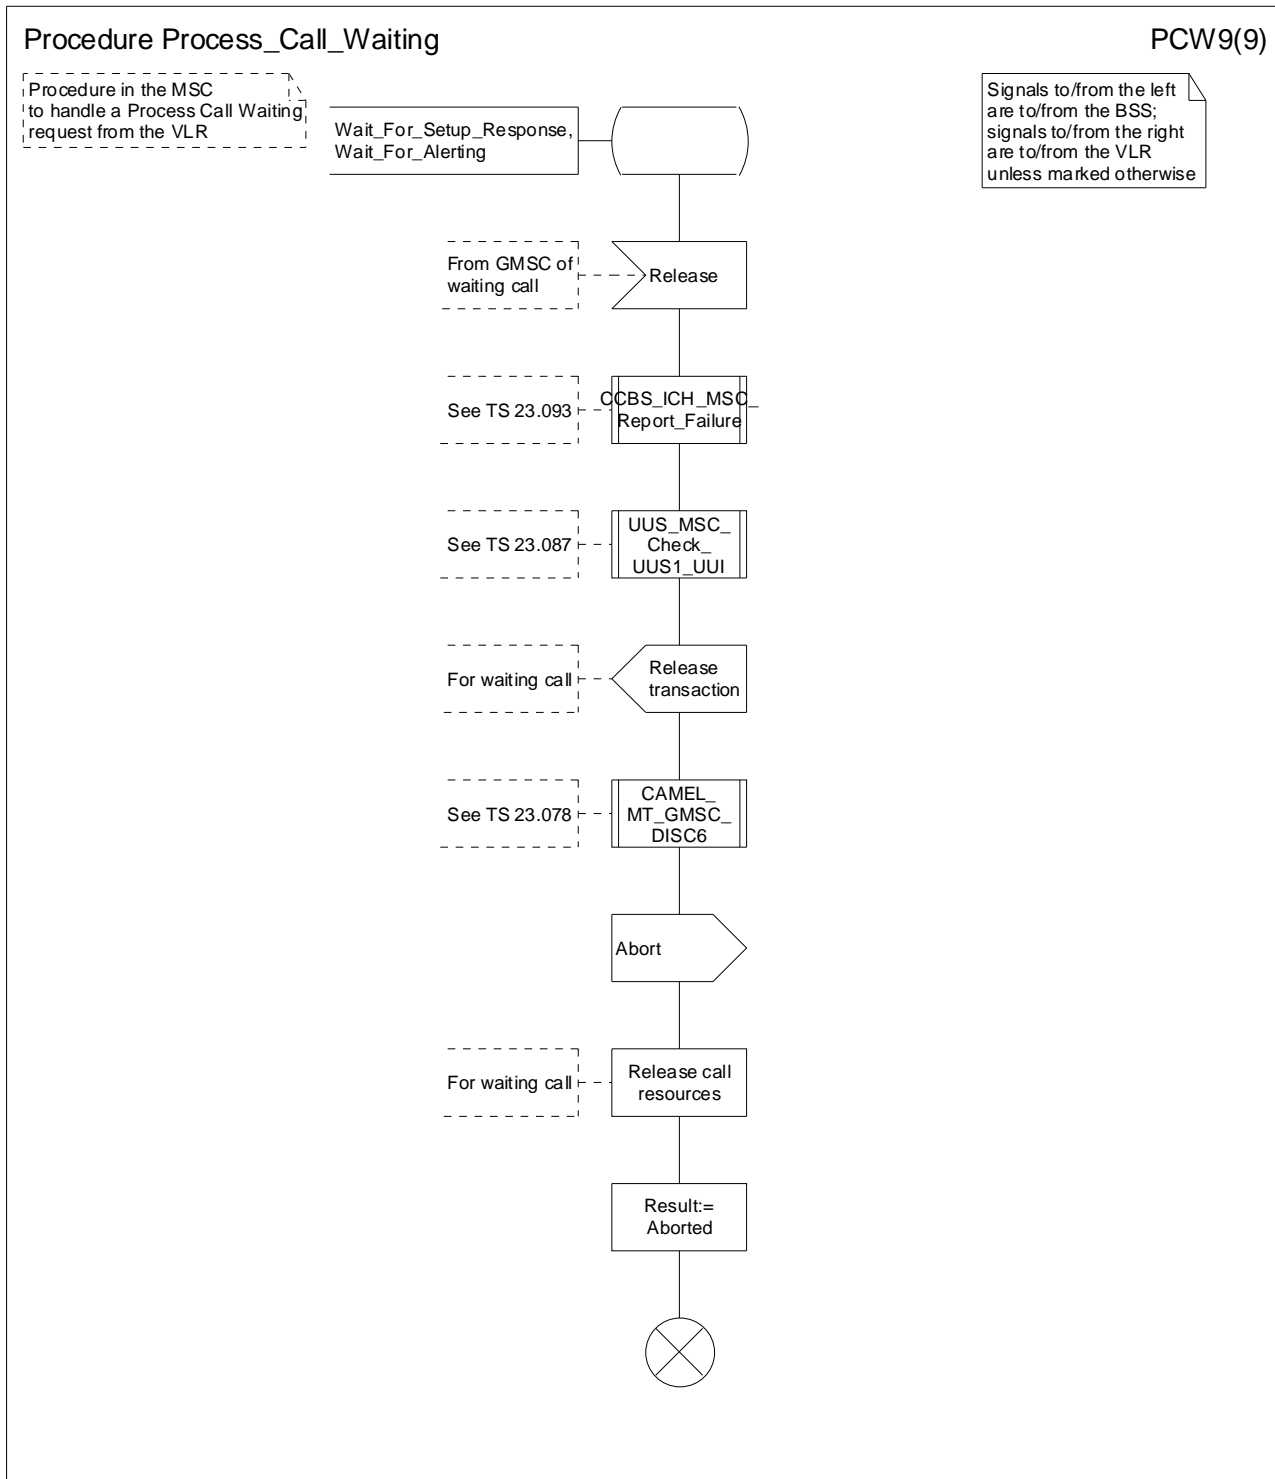 Procedure Process_Call_Waiting
PCW9(9)
Procedure in the MSC
to handle a Process Call Waiting
request from the VLR
Signals to/from the left
are to/from the BSS;
signals to/from the right
are to/from the VLR
unless marked otherwise
Wait_For_Setup_Response,
Wait_For_Alerting
From GMSC of
waiting call
Release
See TS 23.093
CCBS_ICH_MSC_
Report_Failure
See TS 23.087
UUS_MSC_
Check_
UUS1_UUI
For waiting call
Release
transaction
See TS 23.078
CAMEL_
MT_GMSC_
DISC6
Abort
For waiting call
Release call
resources
Result:=
Aborted